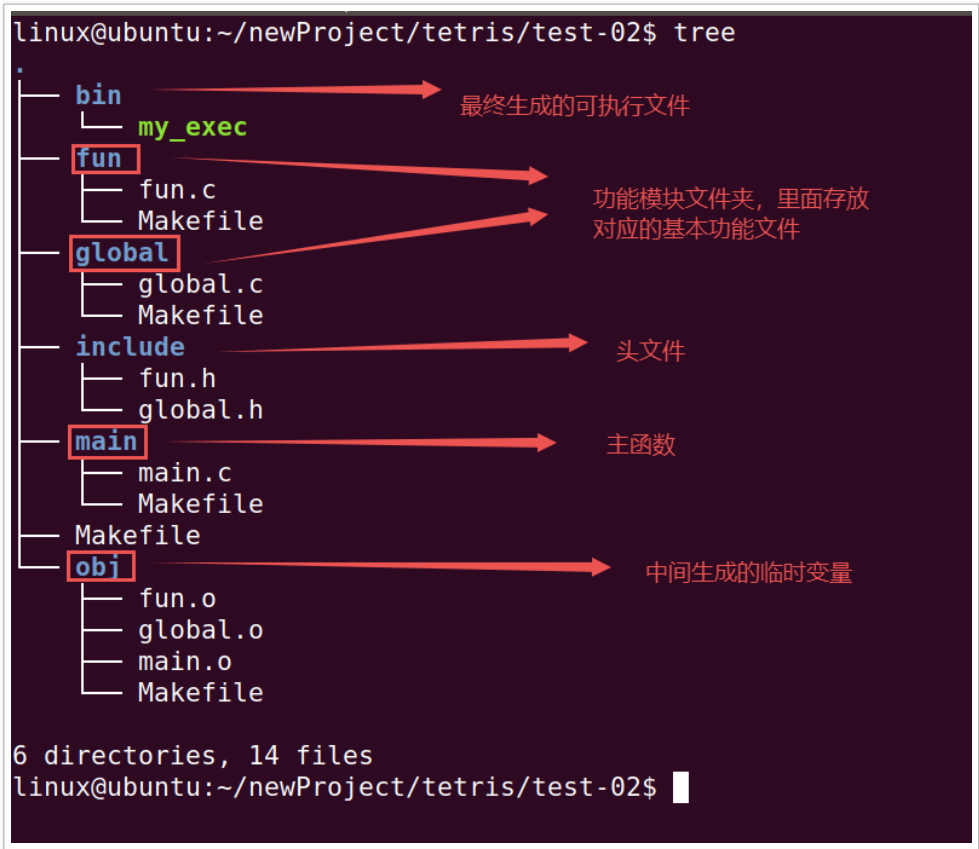 linux@ubuntu:~/newProject/tetris/test-02$ tree
.
├── bin
最终生成的可执行文件
│   └── my_exec
├── fun
│   ├── fun.c
功能模块文件夹，里面存放
│   └── Makefile
对应的基本功能文件
├── global
│   ├── global.c
│   └── Makefile
├── include
头文件
│   ├── fun.h
│   └── global.h
├── main
主函数
│   ├── main.c
│   └── Makefile
├── Makefile
└── obj
中间生成的临时变量
    ├── fun.o
    ├── global.o
    ├── main.o
    └── Makefile
6 directories, 14 files
linux@ubuntu:~/newProject/tetris/test-02$